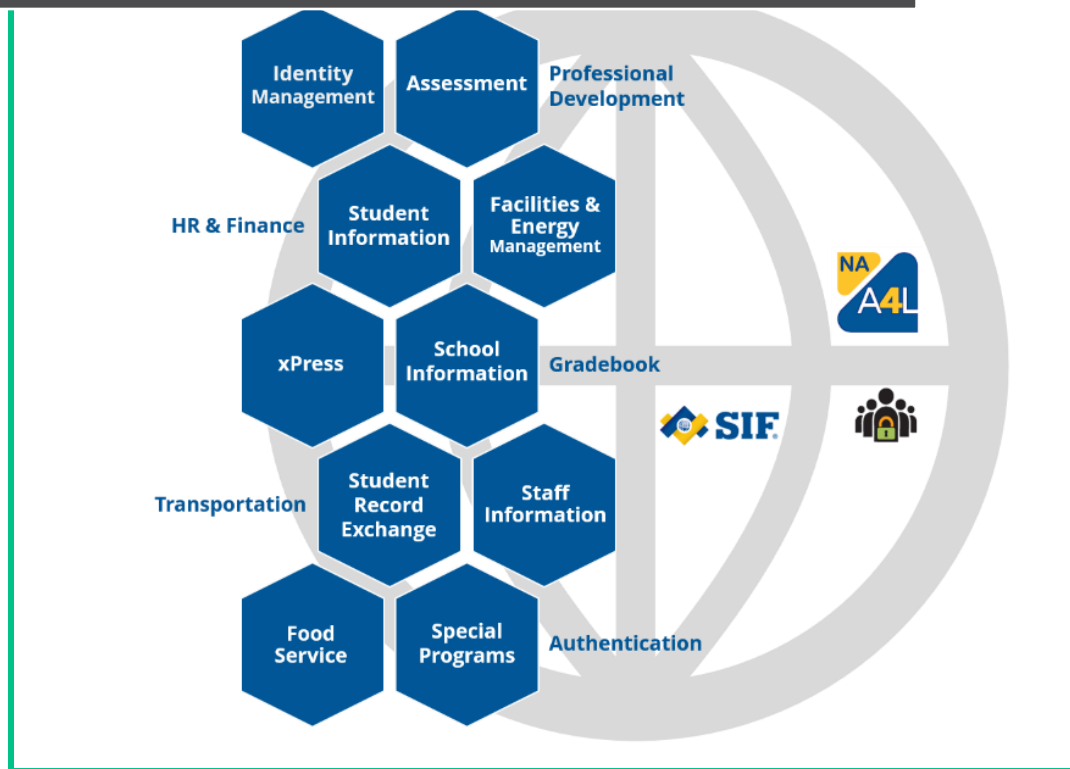 Identity
Management
Assessment
Professional
Development
HR & Finance
Student
Information
Facilities &
Energy
Management
NA
A4L
xPress
School
Information
Gradebook
SIF®
Transportation
Student
Record
Exchange
Staff
Information
Food
Service
Special
Programs
Authentication